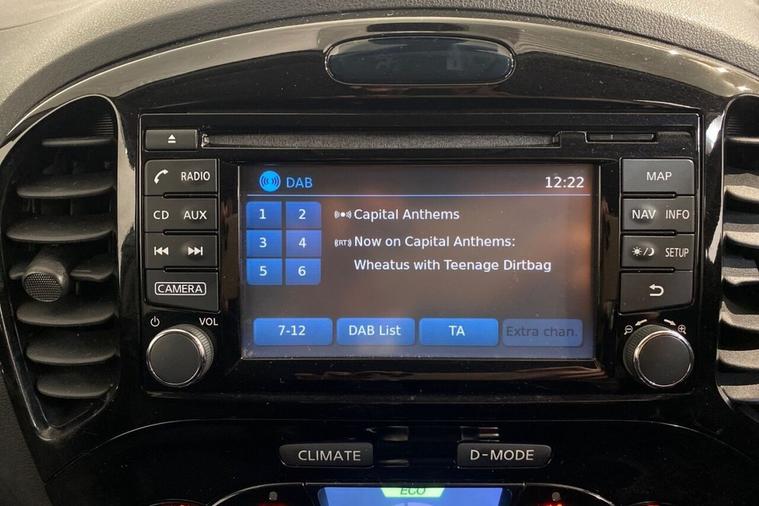 DAB 12:22
RADIO
MAP
1 2 Capital Anthems
CD AUX
NAV INFO
3 4 Now on Capital Anthems:
SETUP
5 6 Wheatus with Teenage Dirtbag
CAMERA
VOL
7-12 DAB List TA Extra chan.
CLIMATE D-MODE
ECO